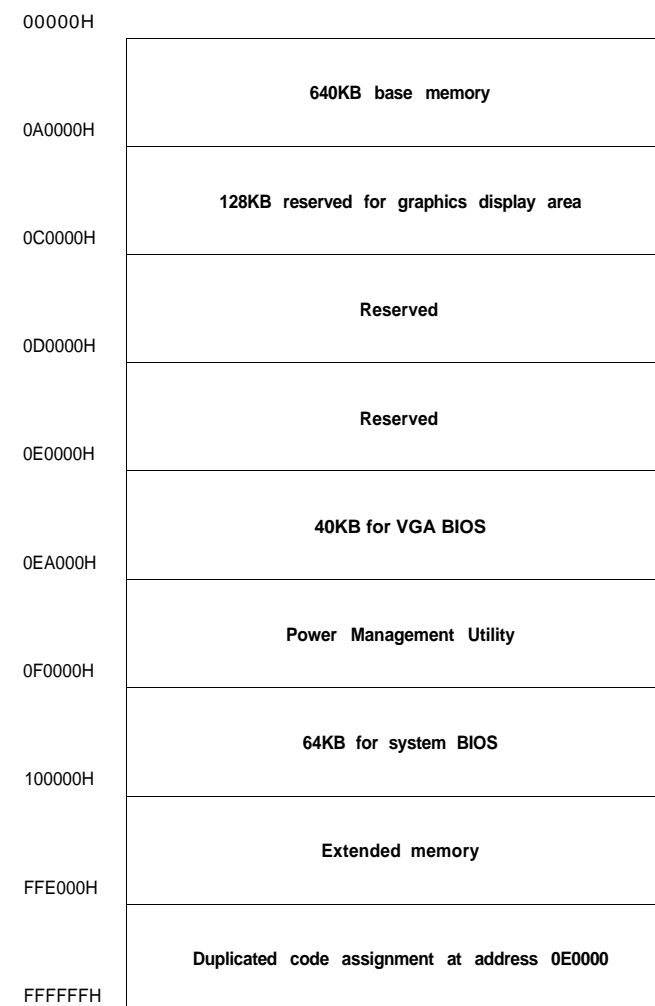 00000H
640KB base memory
0A0000H
128KB reserved for graphics display area
0C0000H
Reserved
0D0000H
Reserved
0E0000H
40KB for VGA BIOS
0EA000H
Power Management Utility
0F0000H
64KB for system BIOS
100000H
Extended memory
FFE000H
Duplicated code assignment at address 0E0000
FFFFFFH